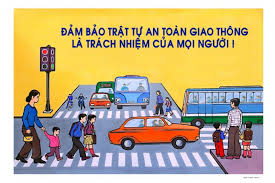 ĐẢM BẢO TRẬT TỰ AN TOÀN GIAO THÔNG
LÀ TRÁCH NHIỆM CỦA MỌI NGƯỜI !